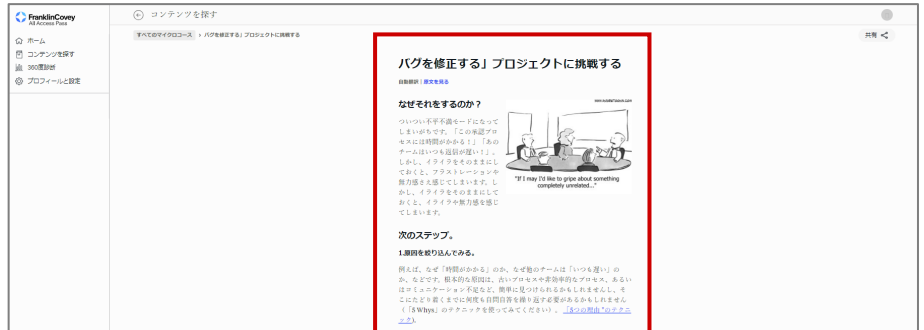 FranklinCovey
All Access Pass
コンテンツを探す
ホーム
コンテンツを探す
360度診断
プロフィールと設定
すべてのマイクロコース › バグを修正する」プロジェクトに挑戦する
共有
バグを修正する」プロジェクトに挑戦する
自動翻訳 | 原文を見る
なぜそれをするのか？
ついつい不平不満モードになって
しまいがちです。「この承認プロ
セスには時間がかかる！」「あの
チームはいつも返信が遅い！」。
しかし、イライラをそのままにし
ておくと、フラストレーションや
無力感さえ感じてしまいます。し
かし、イライラをそのままにして
おくと、イライラや無力感を感じ
てしまいます。
"If I may I'd like to gripe about something
completely unrelated..."
次のステップ。
1.原因を絞り込んでみる。
例えば、なぜ「時間がかかる」のか、なぜ他のチームは「いつも遅い」の
か、などです。根本的な原因は、古いプロセスや非効率的なプロセス、あるい
はコミュニケーション不足など、簡単に見つけられるかもしれませんし、そ
こにたどり着くまでに何度も自問自答を繰り返す必要があるかもしれません
（「5 Whys」のテクニックを使ってみてください）。 「5つの理由 "のテクニ
ック).